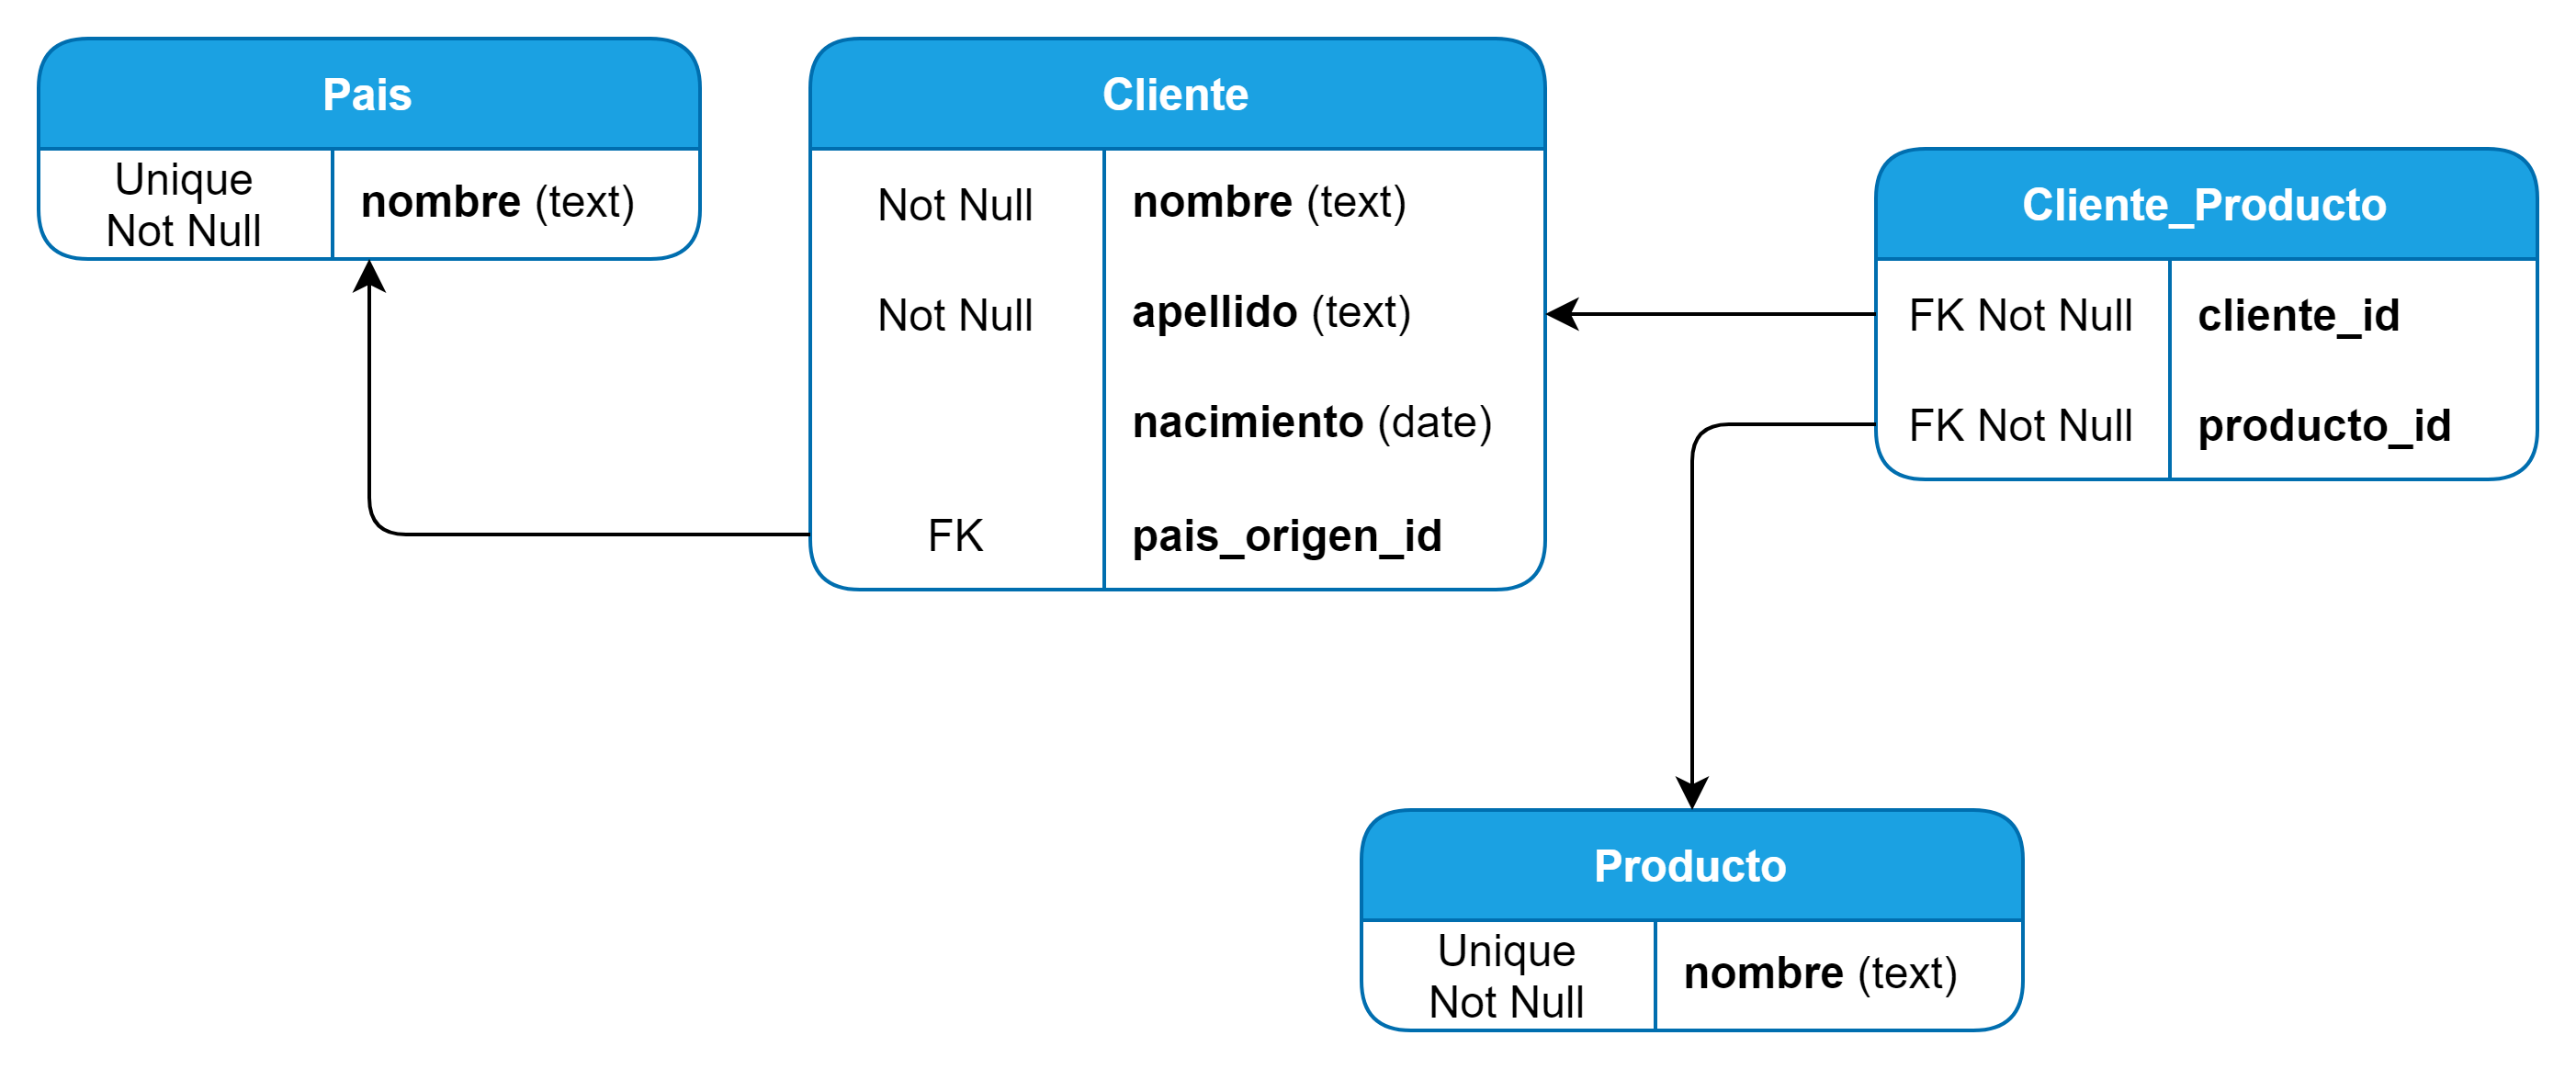 Pais
Unique
Not Null
nombre (text)
Cliente
Not Null
nombre (text)
Not Null
apellido (text)
nacimiento (date)
FK
pais_origen_id
Cliente_Producto
FK Not Null
cliente_id
FK Not Null
producto_id
Producto
Unique
Not Null
nombre (text)